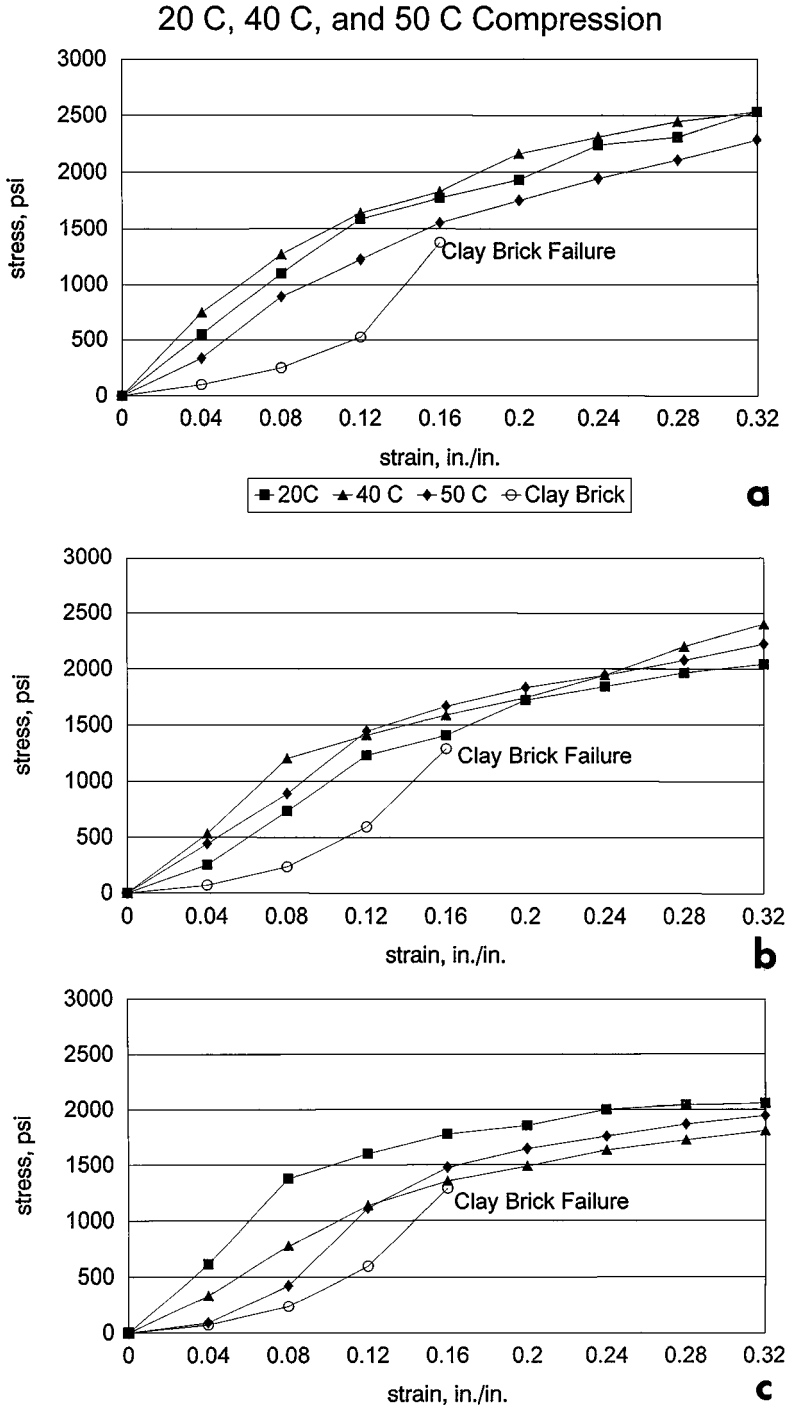 20 C, 40 C, and 50 C Compression
3000
2500
2000
1500
1000
500
0
stress, psi
Clay Brick Failure
0 0.04 0.08 0.12 0.16 0.2 0.24 0.28 0.32
strain, in./in.
20C 40 C 50 C Clay Brick
a
3000
2500
2000
1500
1000
500
0
stress, psi
Clay Brick Failure
0 0.04 0.08 0.12 0.16 0.2 0.24 0.28 0.32
strain, in./in.
b
3000
2500
2000
1500
1000
500
0
stress, psi
Clay Brick Failure
0 0.04 0.08 0.12 0.16 0.2 0.24 0.28 0.32
strain, in./in.
c